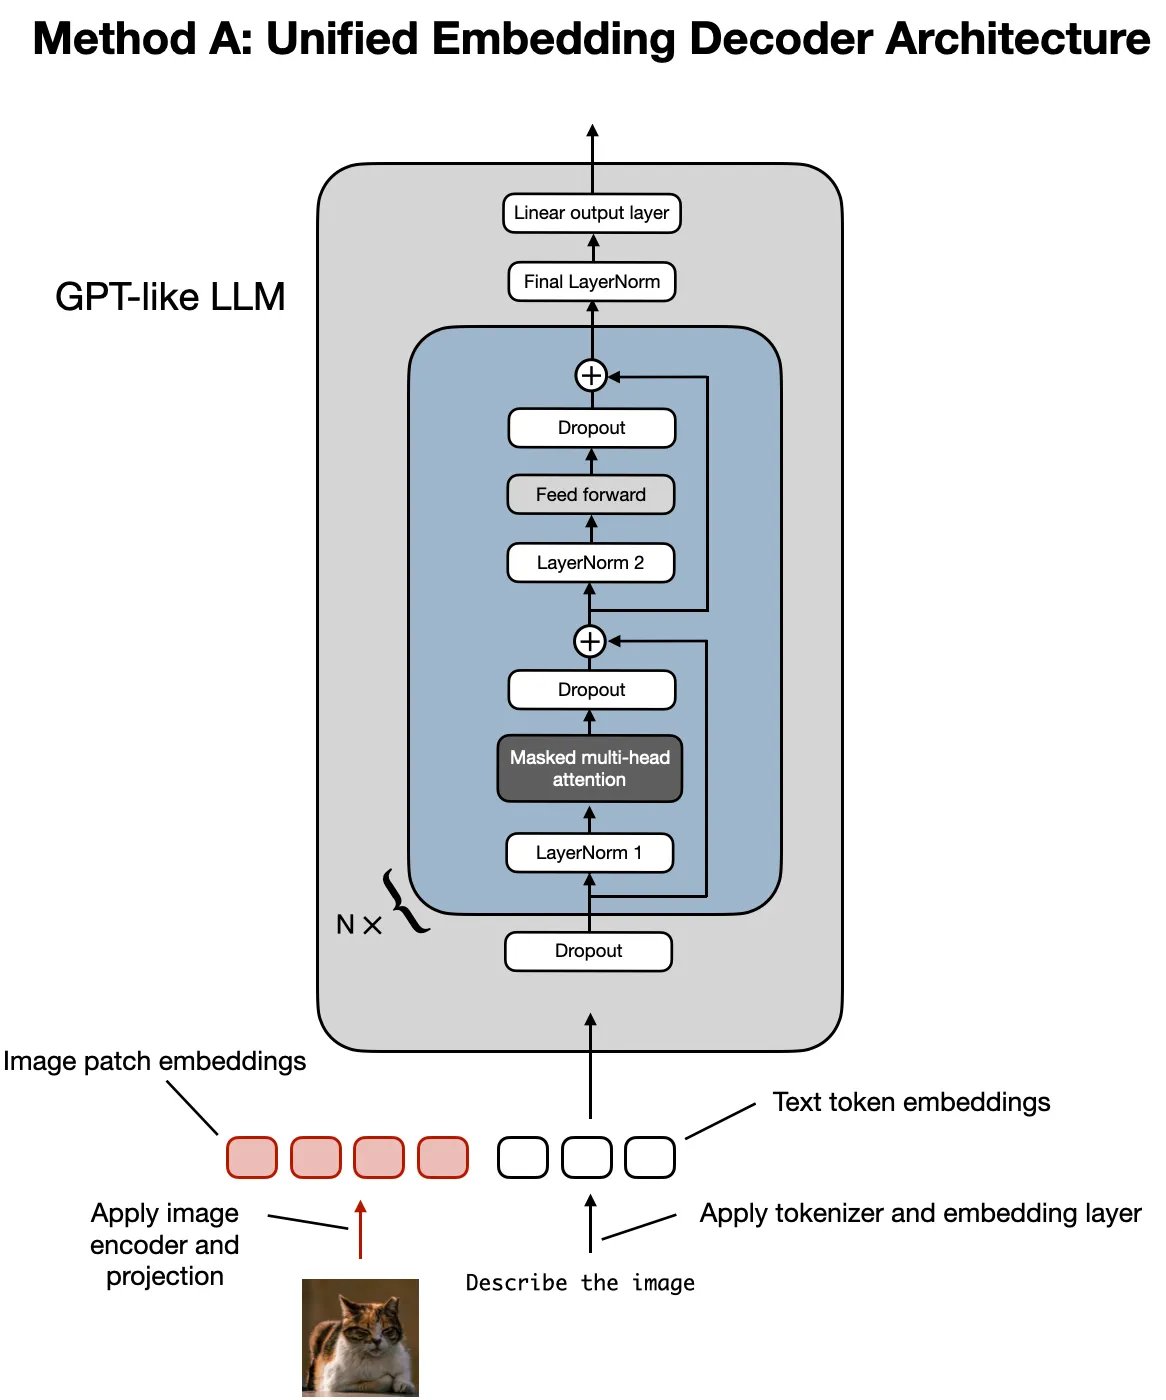 Method A: Unified Embedding Decoder Architecture
Linear output layer
GPT-like LLM
Final LayerNorm
Dropout
Feed forward
LayerNorm 2
Dropout
Masked multi-head
attention
LayerNorm 1
N ×
Dropout
Image patch embeddings
Text token embeddings
Apply image
encoder and
projection
Apply tokenizer and embedding layer
Describe the image